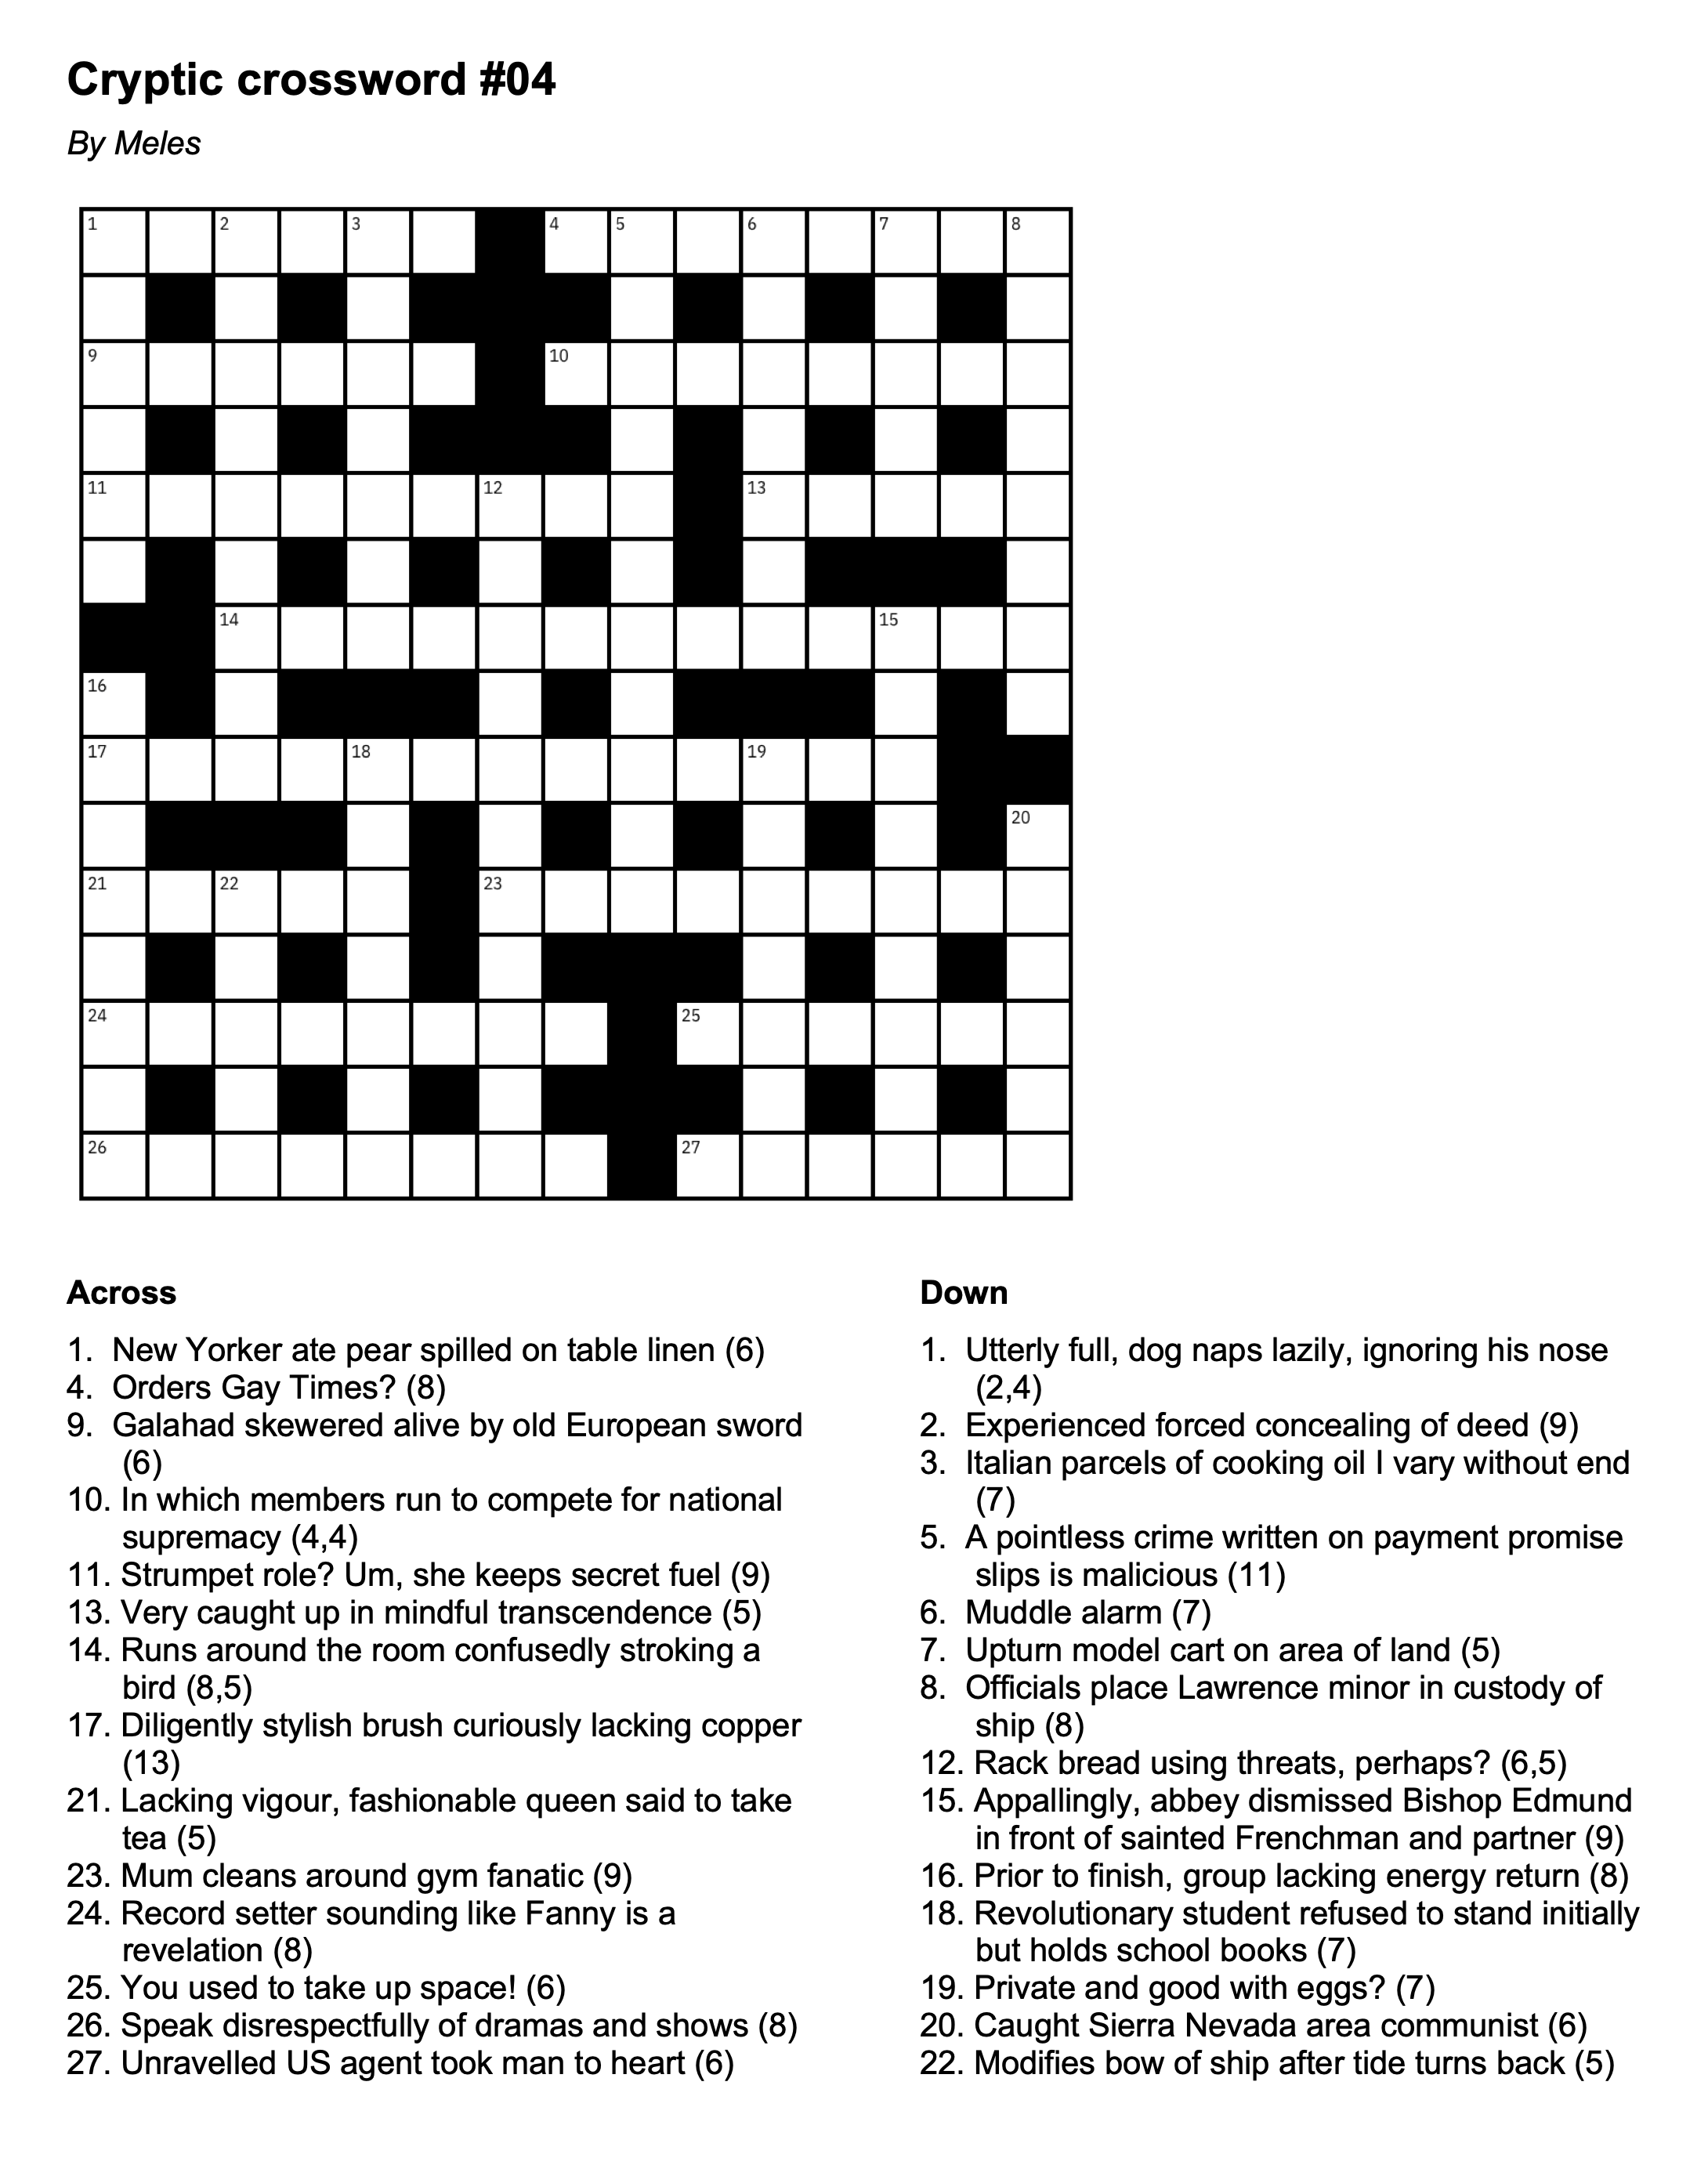 Cryptic crossword #04
By Meles
1 2 3 4 5 6 7 8
9 10
11 12 13
14 15
16
17 18 19
20
21 22 23
24 25
26 27
Across
1. New Yorker ate pear spilled on table linen (6)
4. Orders Gay Times? (8)
9. Galahad skewered alive by old European sword
(6)
10. In which members run to compete for national
supremacy (4,4)
11. Strumpet role? Um, she keeps secret fuel (9)
13. Very caught up in mindful transcendence (5)
14. Runs around the room confusedly stroking a
bird (8,5)
17. Diligently stylish brush curiously lacking copper
(13)
21. Lacking vigour, fashionable queen said to take
tea (5)
23. Mum cleans around gym fanatic (9)
24. Record setter sounding like Fanny is a
revelation (8)
25. You used to take up space! (6)
26. Speak disrespectfully of dramas and shows (8)
27. Unravelled US agent took man to heart (6)
Down
1. Utterly full, dog naps lazily, ignoring his nose
(2,4)
2. Experienced forced concealing of deed (9)
3. Italian parcels of cooking oil I vary without end
(7)
5. A pointless crime written on payment promise
slips is malicious (11)
6. Muddle alarm (7)
7. Upturn model cart on area of land (5)
8. Officials place Lawrence minor in custody of
ship (8)
12. Rack bread using threats, perhaps? (6,5)
15. Appallingly, abbey dismissed Bishop Edmund
in front of sainted Frenchman and partner (9)
16. Prior to finish, group lacking energy return (8)
18. Revolutionary student refused to stand initially
but holds school books (7)
19. Private and good with eggs? (7)
20. Caught Sierra Nevada area communist (6)
22. Modifies bow of ship after tide turns back (5)